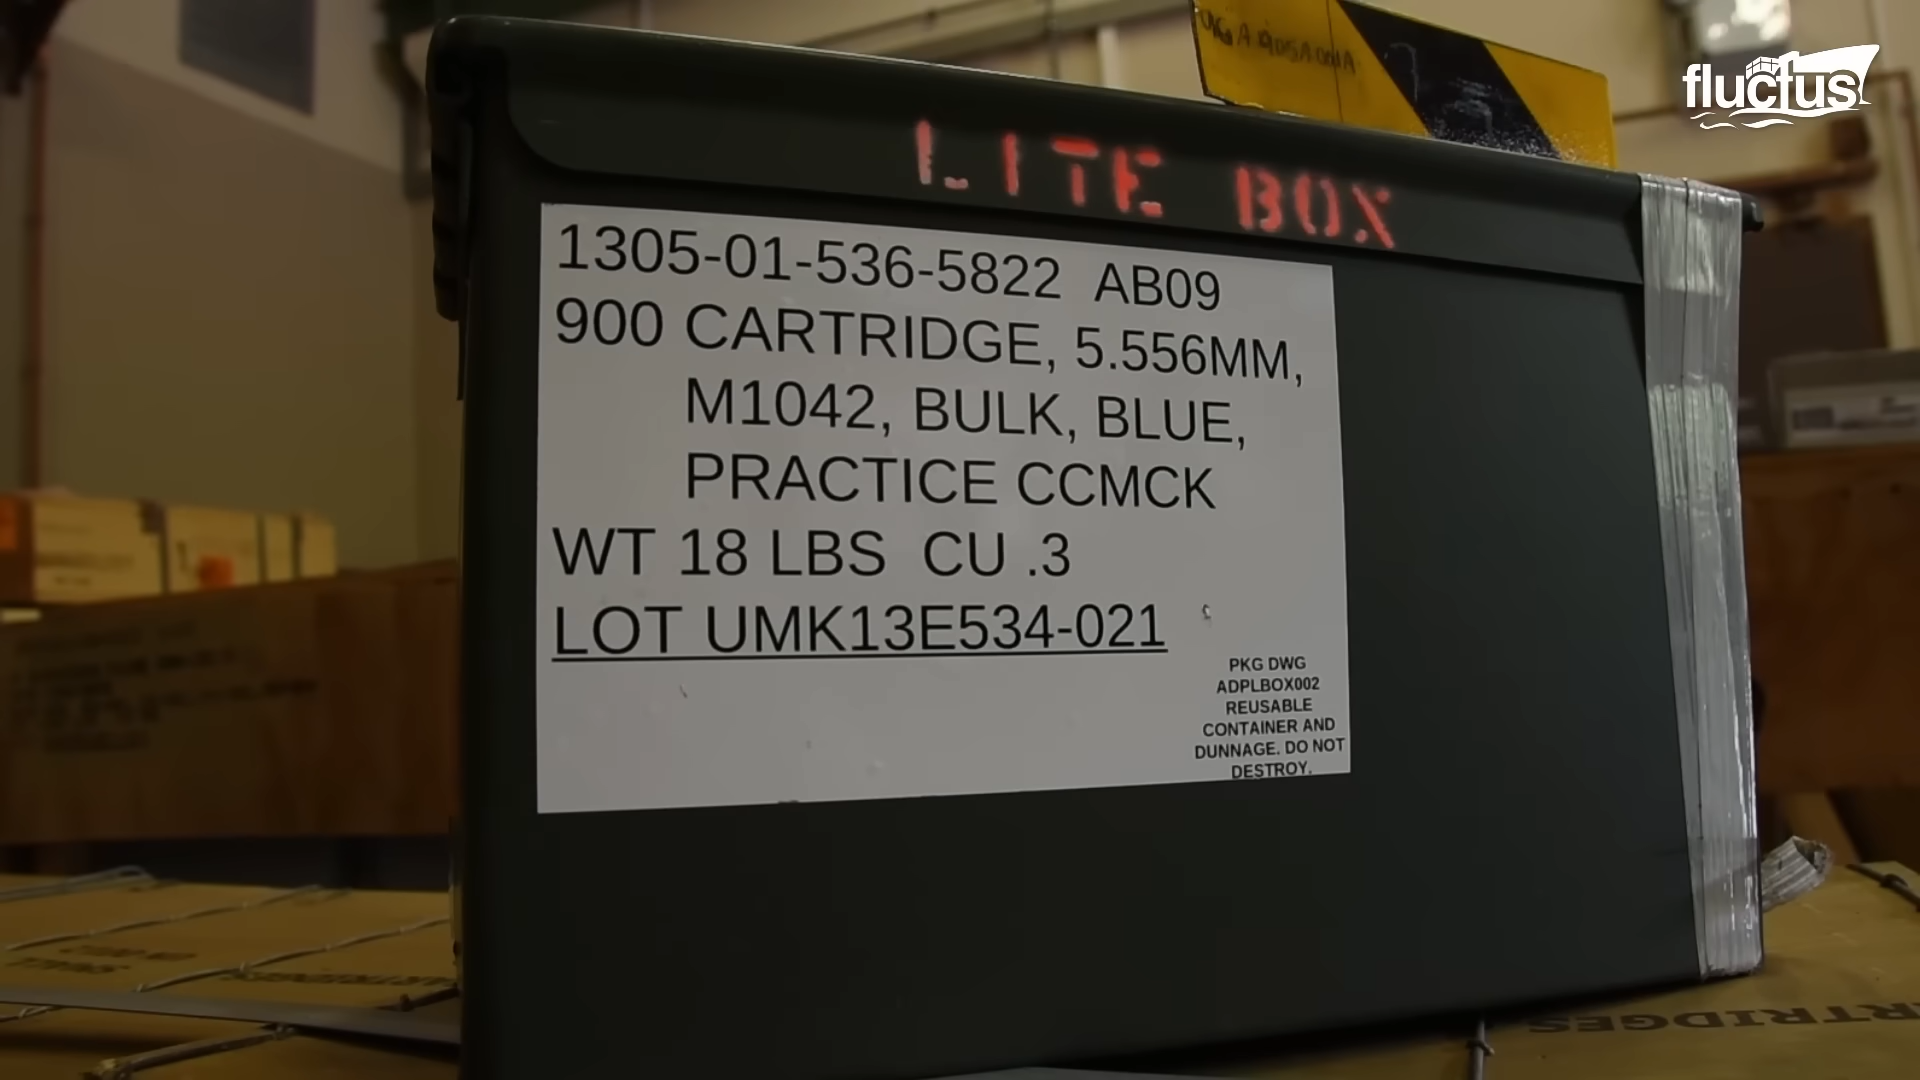 fluctus
LITE BOX
1305-01-536-5822 AB09
900 CARTRIDGE, 5.556MM,
M1042, BULK, BLUE,
PRACTICE CCMCK
WT 18 LBS CU .3
LOT UMK13E534-021
PKG DWG
ADPLBOX002
REUSABLE
CONTAINER AND
DUNNAGE. DO NOT
DESTROY.